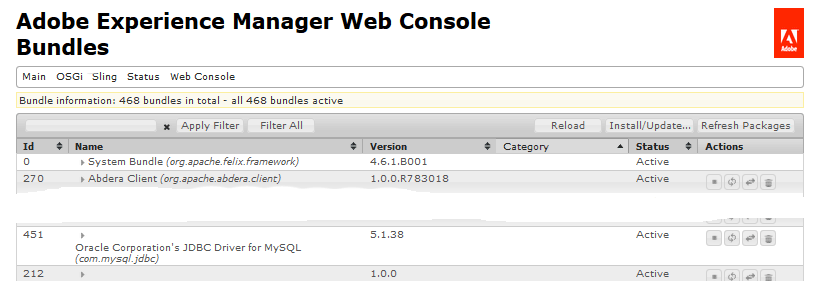 Adobe Experience Manager Web Console
Bundles
Adobe
Main OSGi Sling Status Web Console
Bundle information: 468 bundles in total - all 468 bundles active
Apply Filter Filter All Reload Install/Update... Refresh Packages
Id Name Version Category Status Actions
0 System Bundle (org.apache.felix.framework) 4.6.1.B001 Active
270 Abdera Client (org.apache.abdera.client) 1.0.0.R783018 Active
451 5.1.38 Active
Oracle Corporation's JDBC Driver for MySQL
(com.mysql.jdbc)
212 1.0.0 Active